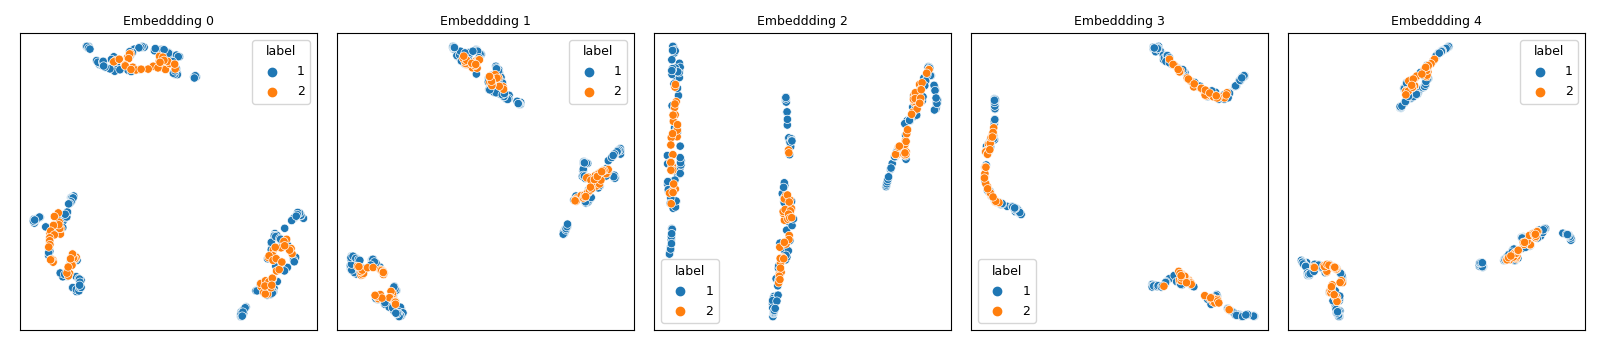 Embeddding 0
label
1
2
Embeddding 1
label
1
2
Embeddding 2
label
1
2
Embeddding 3
label
1
2
Embeddding 4
label
1
2